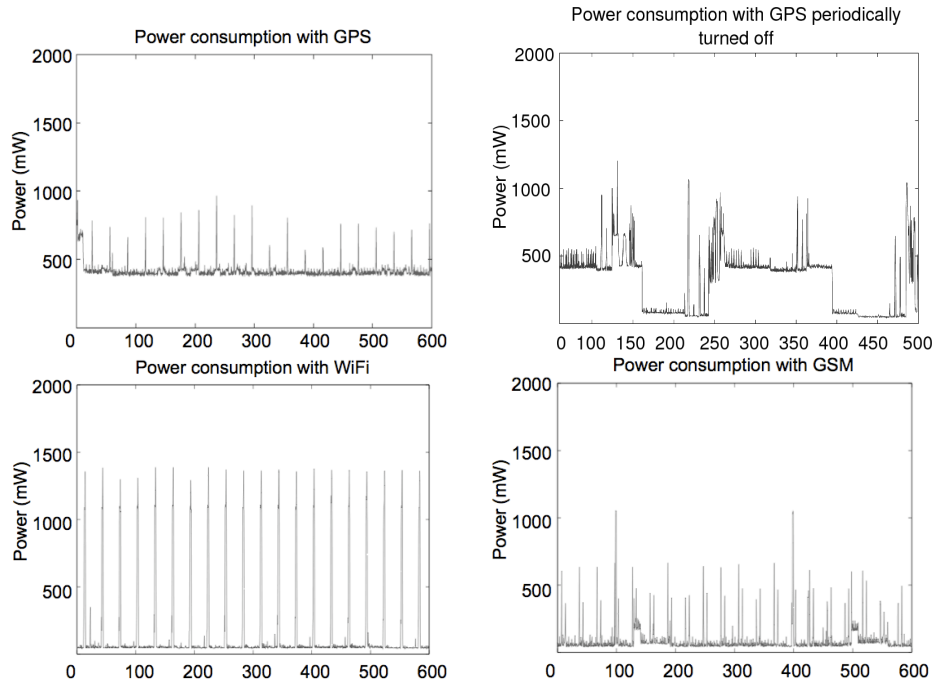 Power consumption with GPS
2000
1500
1000
500
Power (mW)
0 100 200 300 400 500 600
Power consumption with GPS periodically
turned off
2000
1500
1000
500
Power (mW)
0 50 100 150 200 250 300 350 400 450 500
Power consumption with WiFi
2000
1500
1000
500
Power (mW)
0 100 200 300 400 500 600
Power consumption with GSM
2000
1500
1000
500
Power (mW)
0 100 200 300 400 500 600